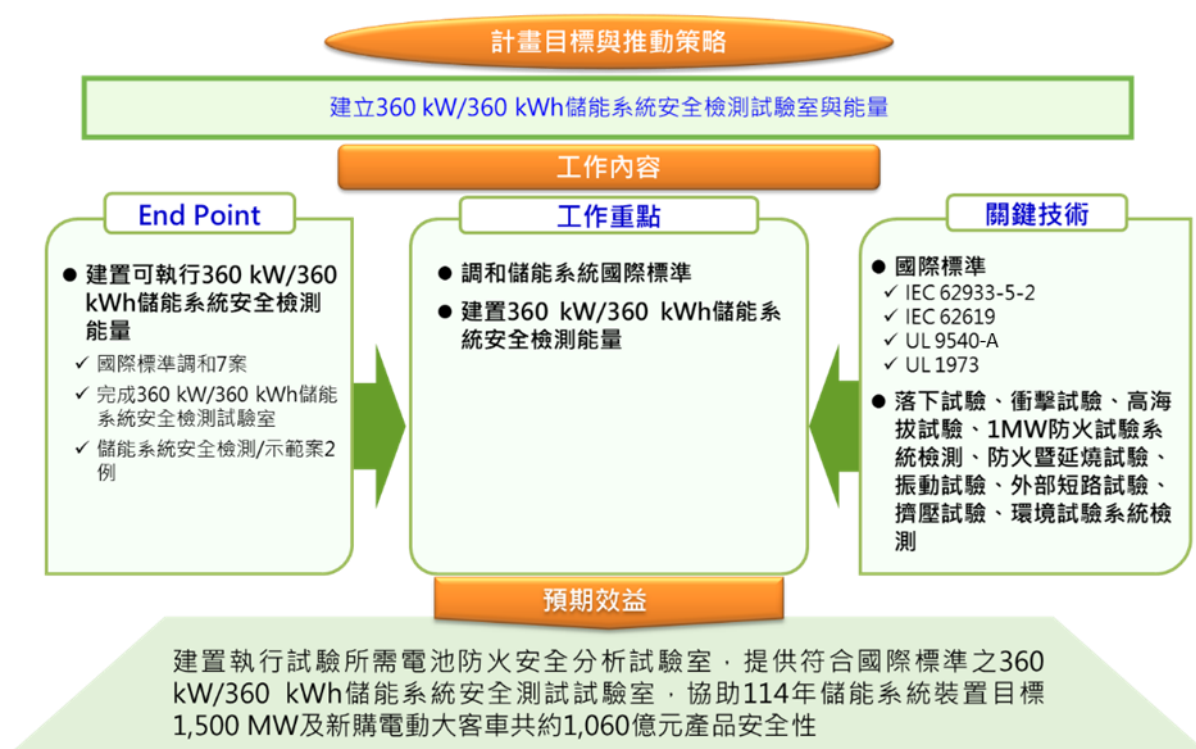 計畫目標與推動策略
建立360 kW/360 kWh儲能系統安全檢測試驗室與能量
工作內容
End Point
● 建置可執行360 kW/360
kWh儲能系統安全檢測
能量
✓ 國際標準調和7案
✓ 完成360 kW/360 kWh儲能
系統安全檢測試驗室
✓ 儲能系統安全檢測/示範案2
例
工作重點
● 調和儲能系統國際標準
● 建置360 kW/360 kWh儲能系
統安全檢測能量
關鍵技術
● 國際標準
✓ IEC 62933-5-2
✓ IEC 62619
✓ UL 9540-A
✓ UL 1973
● 落下試驗、衝擊試驗、高海
拔試驗、1MW防火試驗系
統檢測、防火暨延燒試驗、
振動試驗、外部短路試驗、
擠壓試驗、環境試驗系統檢
測
預期效益
建置執行試驗所需電池防火安全分析試驗室，提供符合國際標準之360
kW/360 kWh儲能系統安全測試試驗室，協助114年儲能系統裝置目標
1,500 MW及新購電動大客車共約1,060億元產品安全性